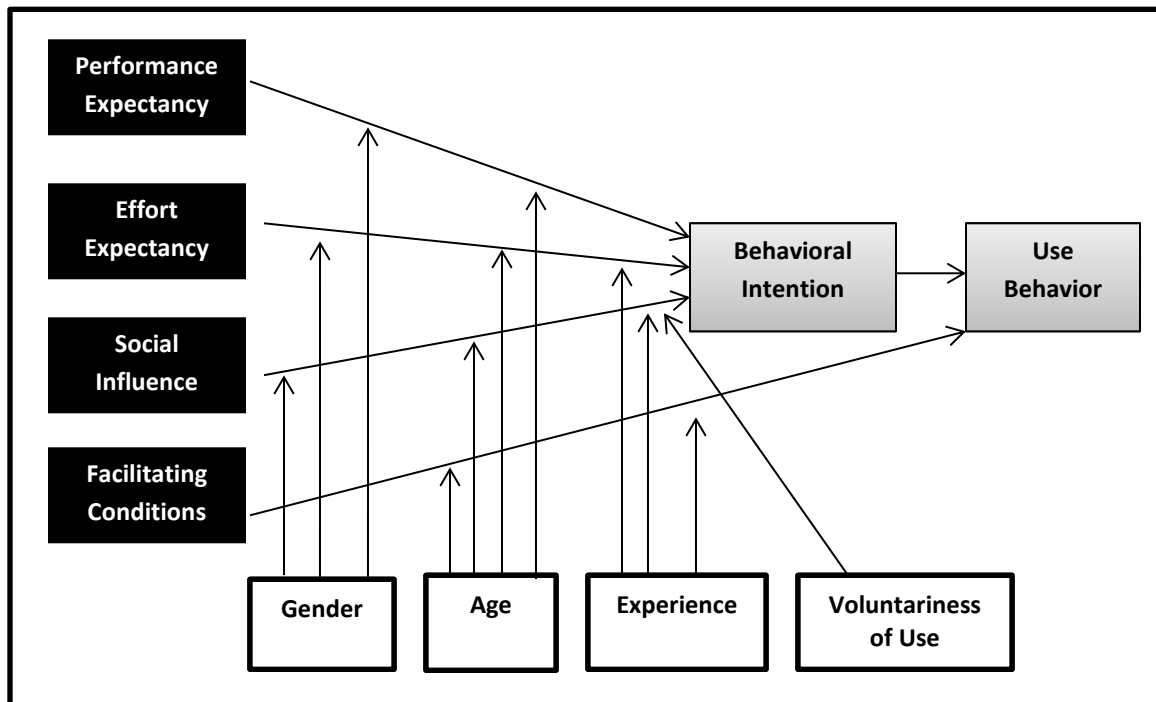 Performance
Expectancy
Effort
Expectancy
Social
Influence
Facilitating
Conditions
Behavioral
Intention
Use
Behavior
Gender
Age
Experience
Voluntariness
of Use